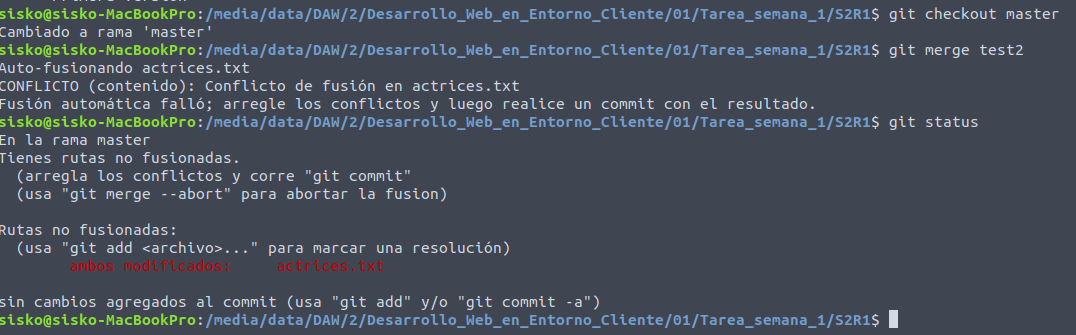 sisko@sisko-MacBookPro:/media/data/DAW/2/Desarrollo_Web_en_Entorno_Cliente/01/Tarea_semana_1/S2R1$ git checkout master
Cambiado a rama 'master'
sisko@sisko-MacBookPro:/media/data/DAW/2/Desarrollo_Web_en_Entorno_Cliente/01/Tarea_semana_1/S2R1$ git merge test2
Auto-fusionando actrices.txt
CONFLICTO (contenido): Conflicto de fusión en actrices.txt
Fusión automática falló; arregle los conflictos y luego realice un commit con el resultado.
sisko@sisko-MacBookPro:/media/data/DAW/2/Desarrollo_Web_en_Entorno_Cliente/01/Tarea_semana_1/S2R1$ git status
En la rama master
Tienes rutas no fusionadas.
  (arregla los conflictos y corre "git commit"
  (usa "git merge --abort" para abortar la fusion)

Rutas no fusionadas:
  (usa "git add <archivo>..." para marcar una resolución)
        ambos modificados:     actrices.txt

sin cambios agregados al commit (usa "git add" y/o "git commit -a")
sisko@sisko-MacBookPro:/media/data/DAW/2/Desarrollo_Web_en_Entorno_Cliente/01/Tarea_semana_1/S2R1$